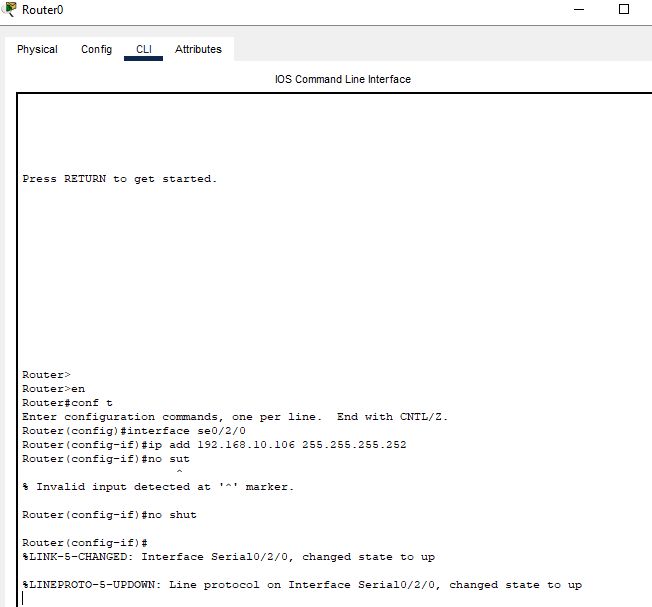 Router0
Physical Config CLI Attributes
IOS Command Line Interface
Press RETURN to get started.
Router>
Router>en
Router#conf t
Enter configuration commands, one per line.  End with CNTL/Z.
Router(config)#interface se0/2/0
Router(config-if)#ip add 192.168.10.106 255.255.255.252
Router(config-if)#no sut
^
% Invalid input detected at '^' marker.
Router(config-if)#no shut
Router(config-if)#
%LINK-5-CHANGED: Interface Serial0/2/0, changed state to up
%LINEPROTO-5-UPDOWN: Line protocol on Interface Serial0/2/0, changed state to up